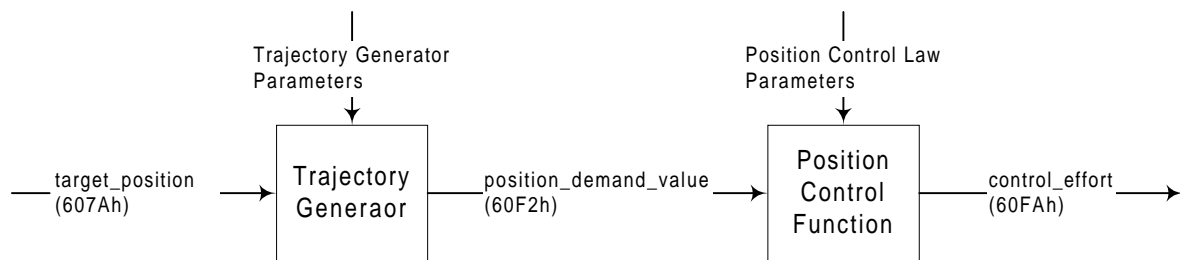 Trajectory Generator
Parameters
Position Control Law
Parameters
target_position
(607Ah)
Trajectory
Generaor
position_demand_value
(60F2h)
Position
Control
Function
control_effort
(60FAh)